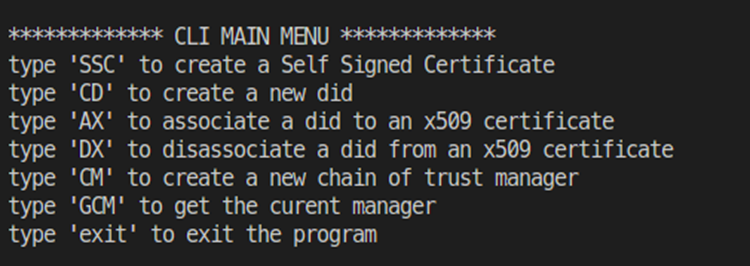 ************* CLI MAIN MENU *************
type 'SSC' to create a Self Signed Certificate
type 'CD' to create a new did
type 'AX' to associate a did to an x509 certificate
type 'DX' to disassociate a did from an x509 certificate
type 'CM' to create a new chain of trust manager
type 'GCM' to get the curent manager
type 'exit' to exit the program